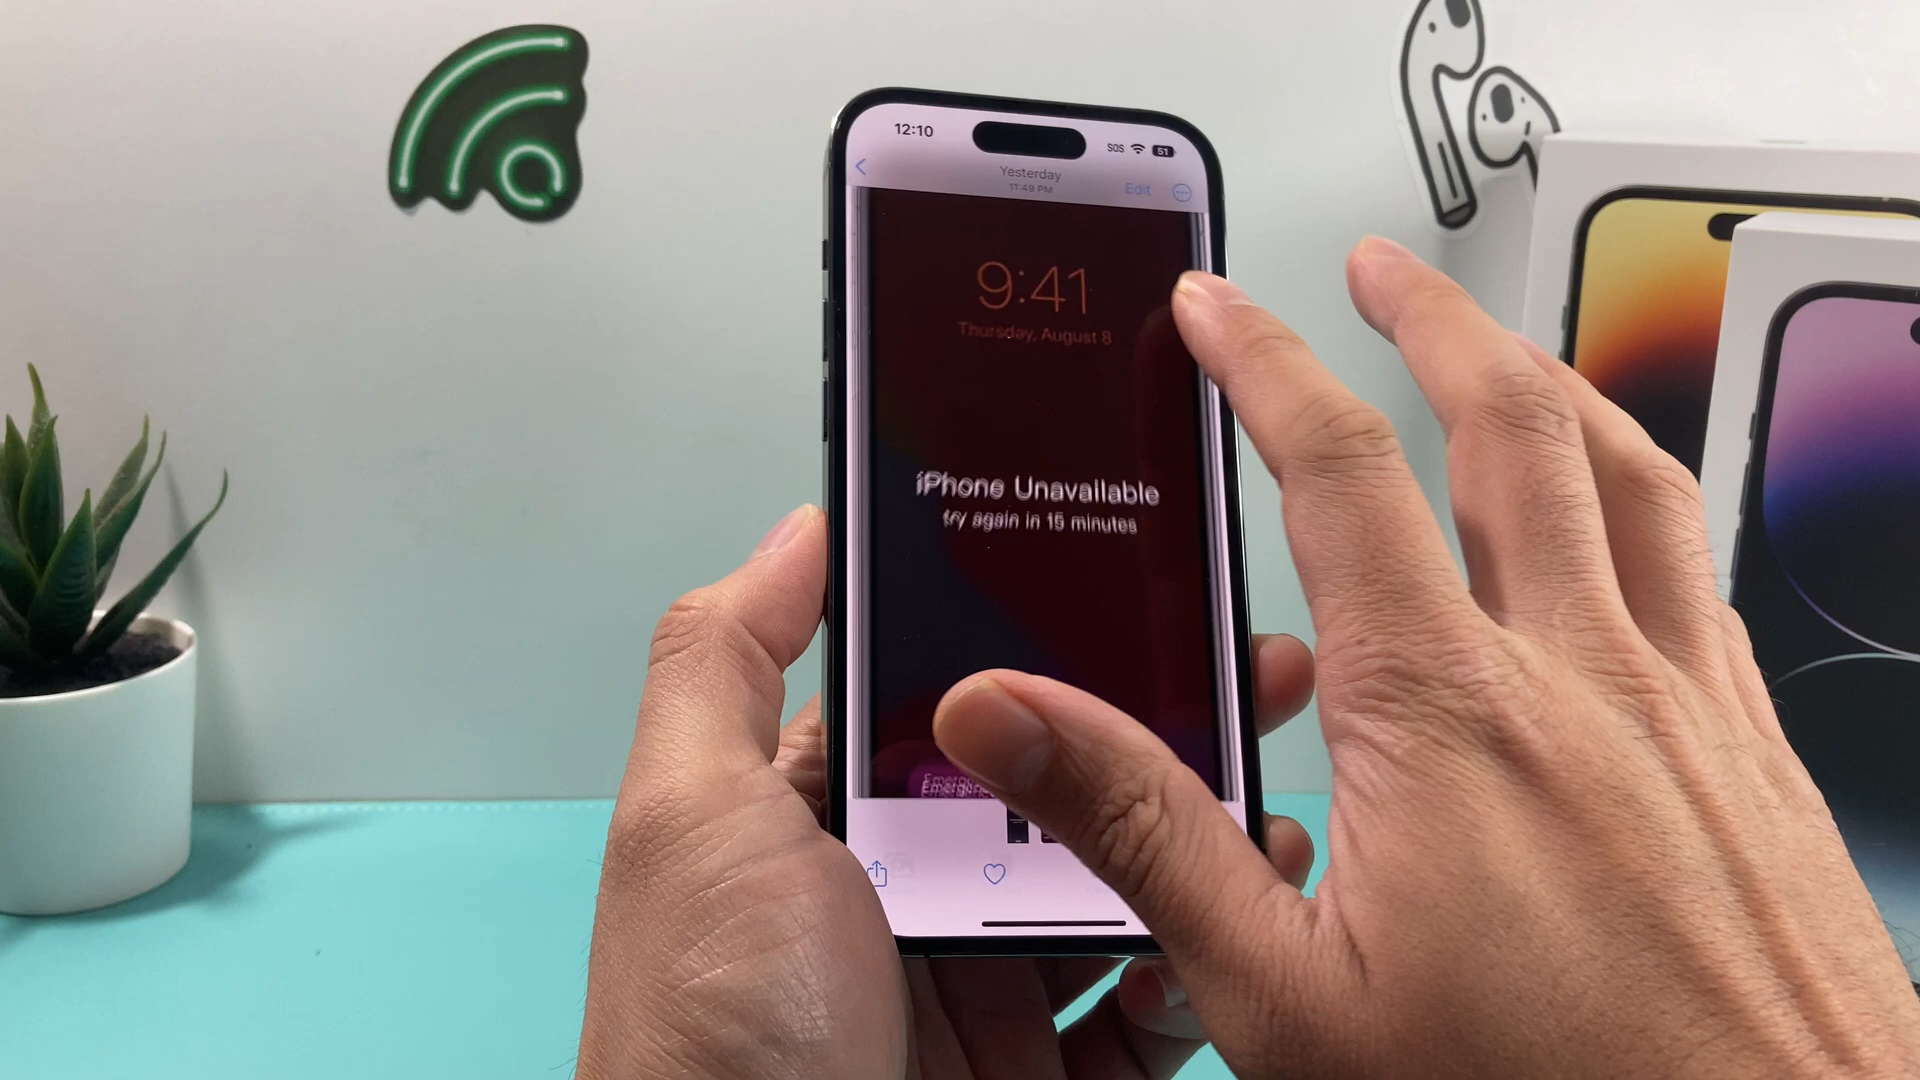 12:10
SOS
51
Yesterday
11:49 PM
Edit
9:41
Thursday, August 8
iPhone Unavailable
try again in 15 minutes